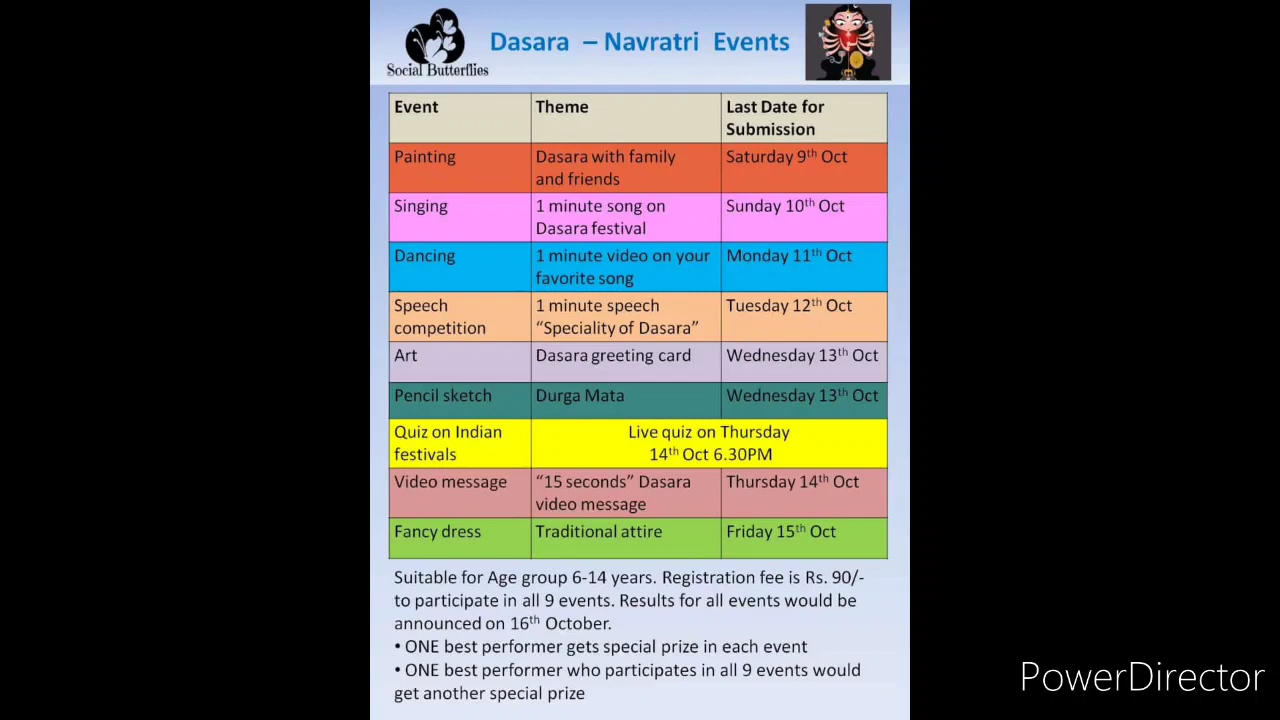 Social Butterflies
Dasara – Navratri Events
Event Theme Last Date for
Submission
Painting Dasara with family Saturday 9th Oct
and friends
Singing 1 minute song on Sunday 10th Oct
Dasara festival
Dancing 1 minute video on your Monday 11th Oct
favorite song
Speech 1 minute speech Tuesday 12th Oct
competition “Speciality of Dasara”
Art Dasara greeting card Wednesday 13th Oct
Pencil sketch Durga Mata Wednesday 13th Oct
Quiz on Indian Live quiz on Thursday
festivals 14th Oct 6.30PM
Video message “15 seconds” Dasara Thursday 14th Oct
video message
Fancy dress Traditional attire Friday 15th Oct
Suitable for Age group 6-14 years. Registration fee is Rs. 90/-
to participate in all 9 events. Results for all events would be
announced on 16th October.
• ONE best performer gets special prize in each event
• ONE best performer who participates in all 9 events would
get another special prize
PowerDirector